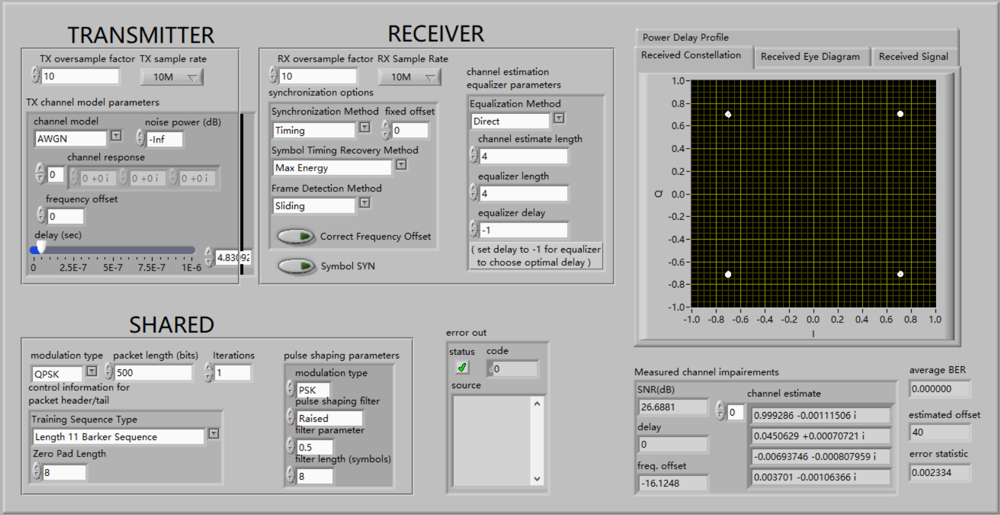 TRANSMITTER
TX oversample factor TX sample rate
10 10M
TX channel model parameters
channel model noise power (dB)
AWGN -Inf
channel response
0 0 +0 i 0 +0 i 0 +0 i
frequency offset
0
delay (sec)
4.83092
0 2.5E-7 5E-7 7.5E-7 1E-6
RECEIVER
RX oversample factor RX Sample Rate
10 10M
synchronization options
Synchronization Method fixed offset
Timing 0
Symbol Timing Recovery Method
Max Energy
Frame Detection Method
Sliding
Correct Frequency Offset
Symbol SYN
channel estimation
equalizer parameters
Equalization Method
Direct
channel estimate length
4
equalizer length
4
equalizer delay
-1
( set delay to -1 for equalizer
to choose optimal delay )
Power Delay Profile
Received Constellation Received Eye Diagram Received Signal
1.0
0.8
0.6
0.4
0.2
0.0
-0.2
-0.4
-0.6
-0.8
-1.0
Q
-1.0 -0.8 -0.6 -0.4 -0.2 0.0 0.2 0.4 0.6 0.8 1.0
I
SHARED
modulation type packet length (bits) Iterations
QPSK 500 1
control information for
packet header/tail
Training Sequence Type
Length 11 Barker Sequence
Zero Pad Length
8
pulse shaping parameters
modulation type
PSK
pulse shaping filter
Raised
filter parameter
0.5
filter length (symbols)
8
error out
status code
d0
source
Measured channel impairements
SNR(dB)
26.6881
delay
0
freq. offset
-16.1248
channel estimate
0
0.999286 -0.00111506 i
0.0450629 +0.00070721 i
-0.00693746 -0.000807959 i
0.003701 -0.00106366 i
average BER
0.000000
estimated offset
40
error statistic
0.002334